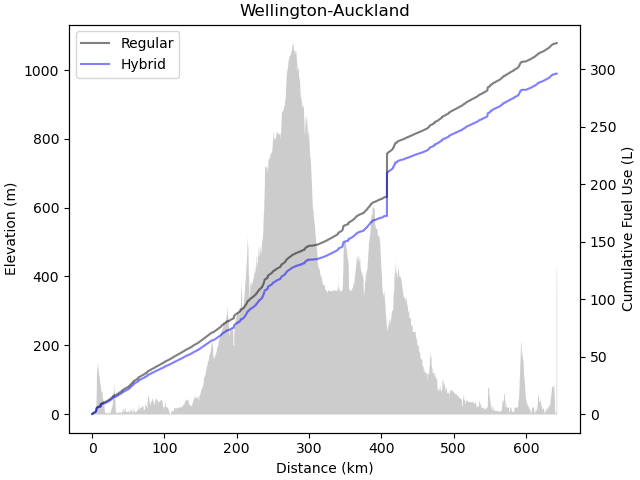 Wellington-Auckland
Regular
Hybrid
1000
800
600
400
200
0
Elevation (m)
300
250
200
150
100
50
0
Cumulative Fuel Use (L)
0 100 200 300 400 500 600
Distance (km)